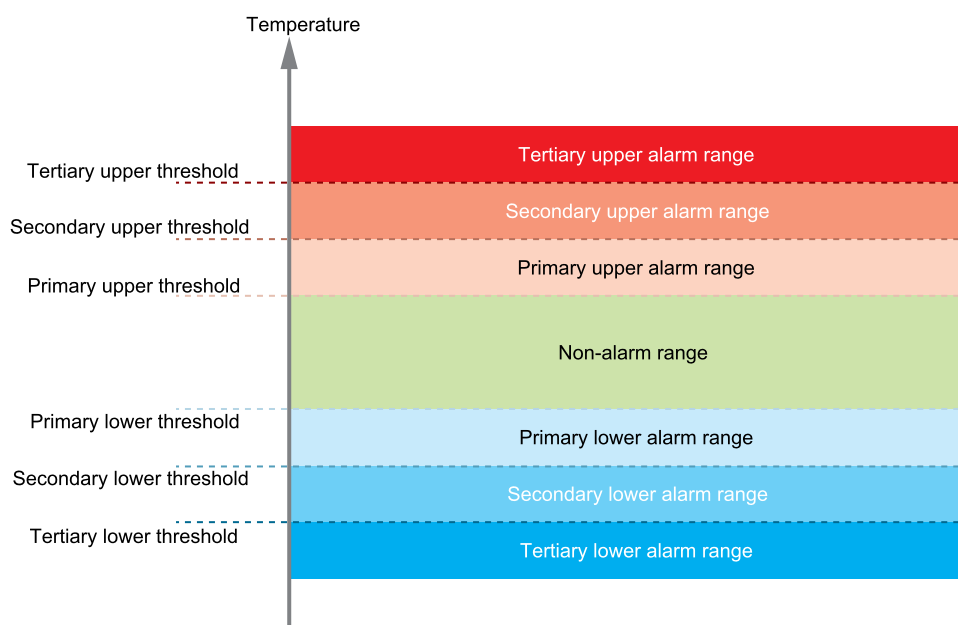 Temperature
Tertiary upper alarm range
Tertiary upper threshold
Secondary upper alarm range
Secondary upper threshold
Primary upper alarm range
Primary upper threshold
Non-alarm range
Primary lower threshold
Primary lower alarm range
Secondary lower threshold
Secondary lower alarm range
Tertiary lower threshold
Tertiary lower alarm range